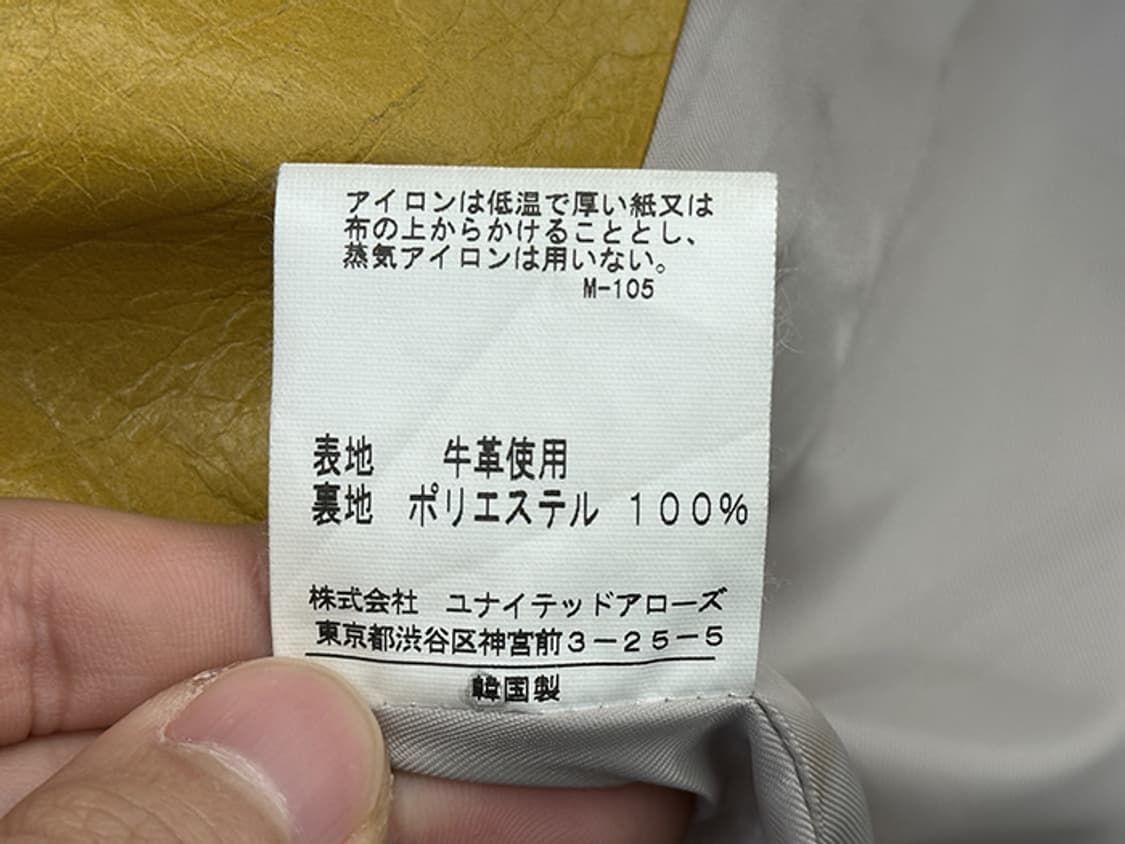 アイロンは低温で厚い紙又は
布の上からかけることとし、
蒸気アイロンは用いない。
M-105
表地　牛革使用
裏地　ポリエステル　１００％
株式会社　ユナイテッドアローズ
東京都渋谷区神宮前３－２５－５
韓国製